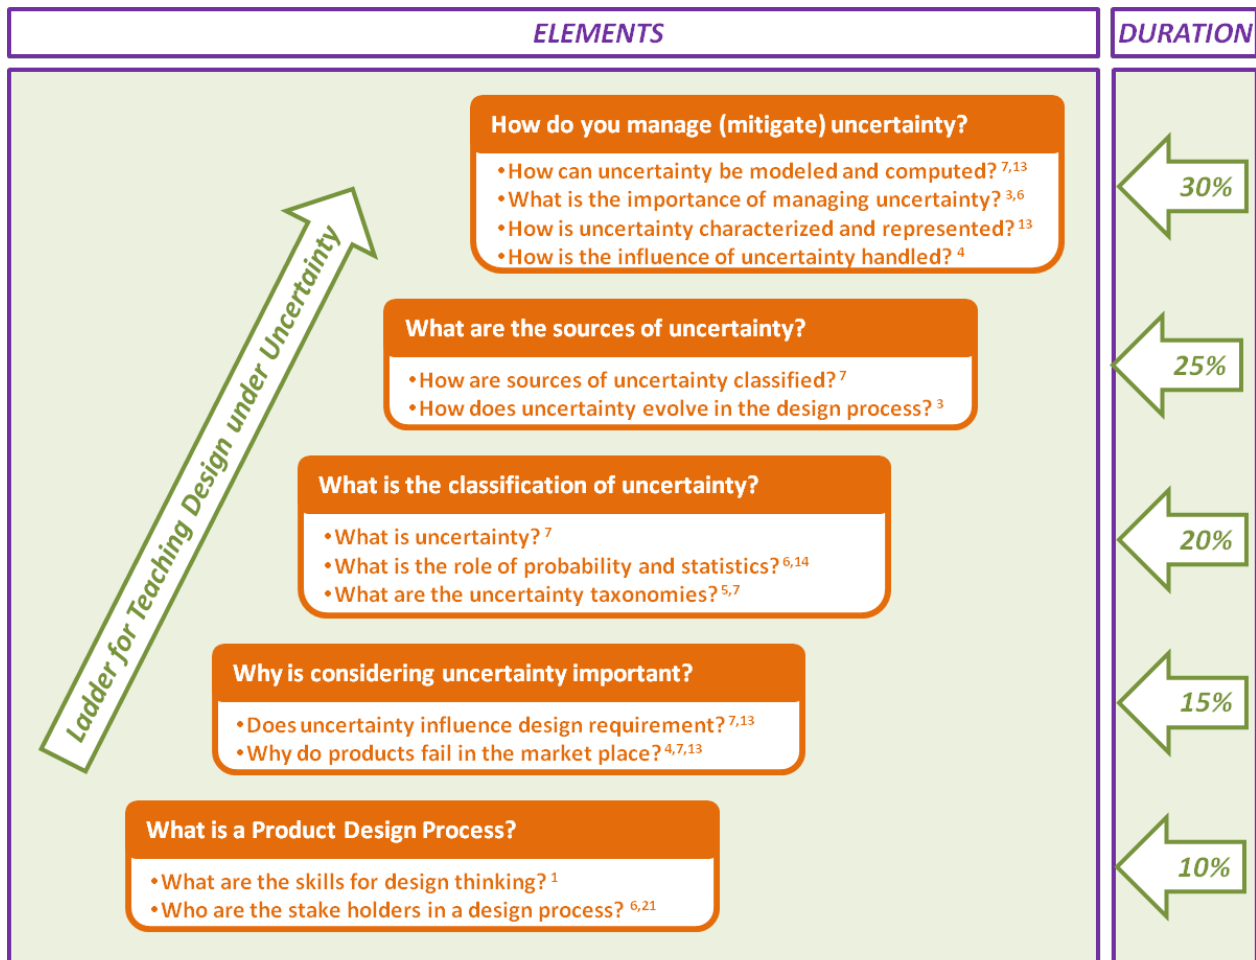 ELEMENTS
DURATION
How do you manage (mitigate) uncertainty?
•How can uncertainty be modeled and computed? 7,13
•What is the importance of managing uncertainty? 3,6
•How is uncertainty characterized and represented? 13
•How is the influence of uncertainty handled? 4
30%
What are the sources of uncertainty?
•How are sources of uncertainty classified? 7
•How does uncertainty evolve in the design process? 3
25%
Ladder for Teaching Design under Uncertainty
What is the classification of uncertainty?
•What is uncertainty? 7
•What is the role of probability and statistics? 6,14
•What are the uncertainty taxonomies? 5,7
20%
Why is considering uncertainty important?
•Does uncertainty influence design requirement? 7,13
•Why do products fail in the market place? 4,7,13
15%
What is a Product Design Process?
•What are the skills for design thinking? 1
•Who are the stake holders in a design process? 6,21
10%